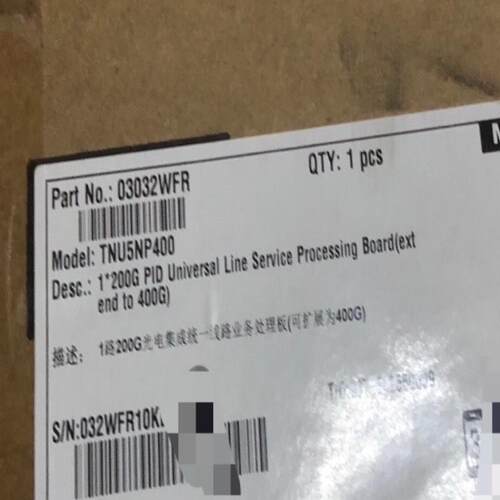 Part No.: 03032WFR
QTY: 1 pcs
Model: TNU5NP400
Desc.: 1*200G PID Universal Line Service Processing Board(ext
end to 400G)
描述: 1路200G光电集成统一线路业务处理板(可扩展为400G)
S/N:032WFR10K